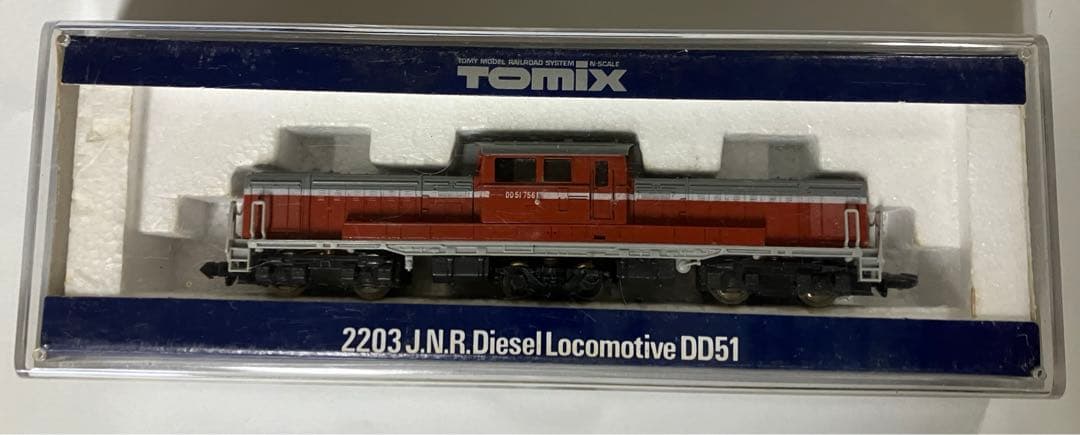 TOMY MODEL RAILROAD SYSTEM N-SCALE
TOMIX
DD51 756
2203 J.N.R. Diesel Locomotive DD51